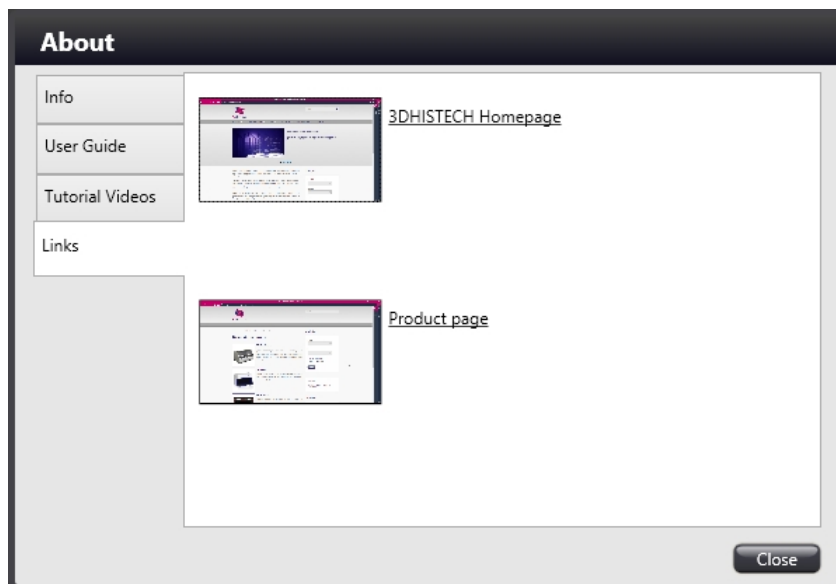 About
Info
User Guide
Tutorial Videos
Links
3DHISTECH Homepage
Product page
Close